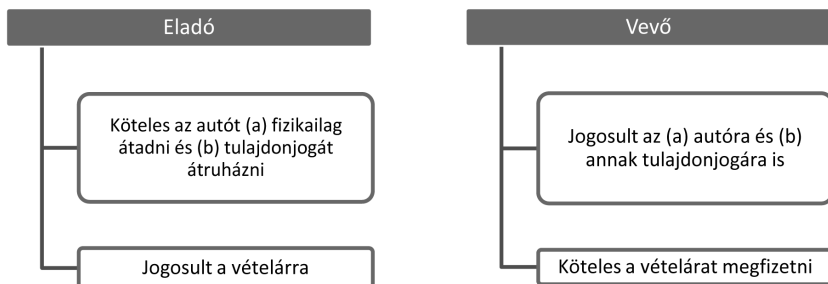 Eladó
Köteles az autót (a) fizikailag
átadni és (b) tulajdonjogát
átruházni
Jogosult a vételárra
Vevő
Jogosult az (a) autóra és (b)
annak tulajdonjogára is
Köteles a vételárat megfizetni